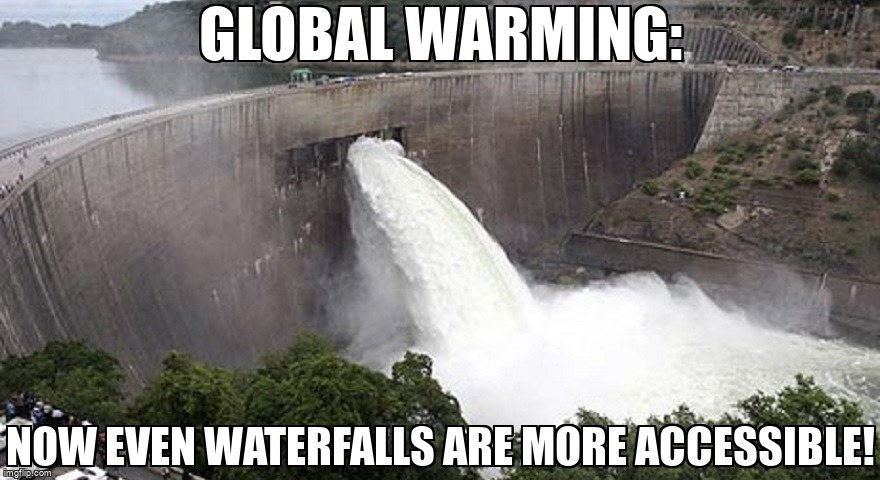 GLOBAL WARMING:
NOW EVEN WATERFALLS ARE MORE ACCESSIBLE!
imgflip.com